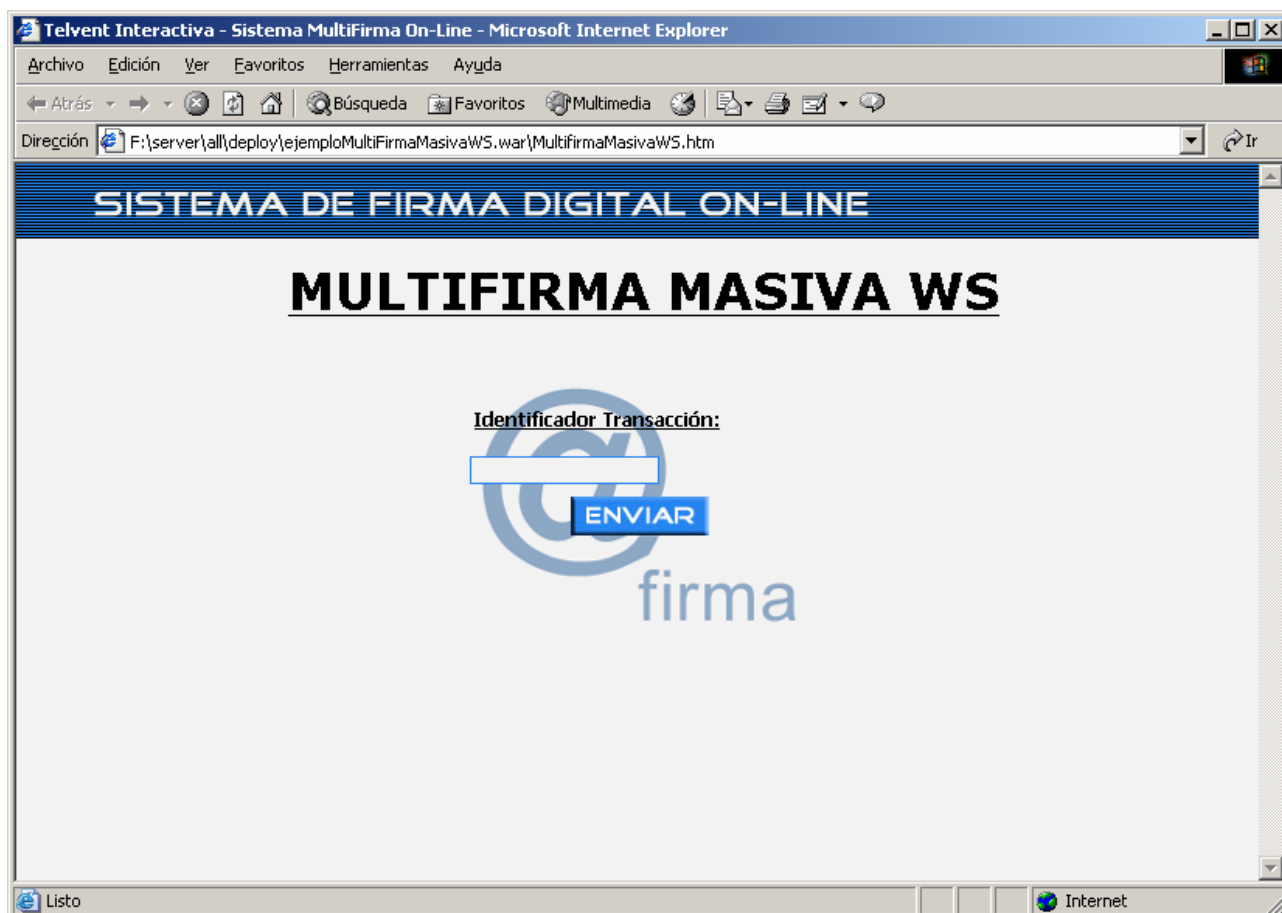 Telvent Interactiva - Sistema MultiFirma On-Line - Microsoft Internet Explorer
Archivo Edición Ver Favoritos Herramientas Ayuda
Atrás Búsqueda Favoritos Multimedia
Dirección F:\server\all\deploy\ejemploMultiFirmaMasivaWS.war\MultifirmaMasivaWS.htm Ir
SISTEMA DE FIRMA DIGITAL ON-LINE
MULTIFIRMA MASIVA WS
Identificador Transacción:
@
ENVIAR
firma
Listo Internet